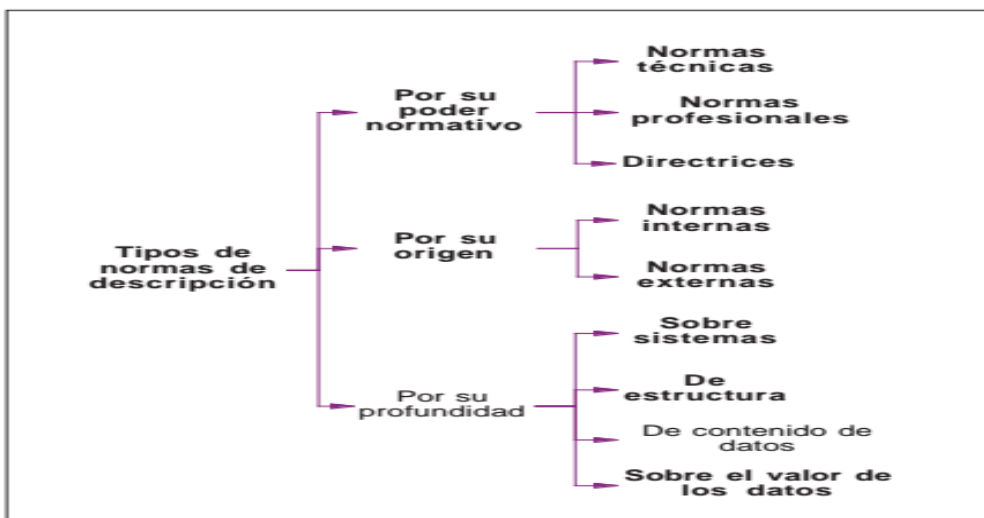 Tipos de
normas de
descripción
Por su
poder
normativo
Normas
técnicas
Normas
profesionales
Directrices
Por su
origen
Normas
internas
Normas
externas
Por su
profundidad
Sobre
sistemas
De
estructura
De contenido de
datos
Sobre el valor de
los datos